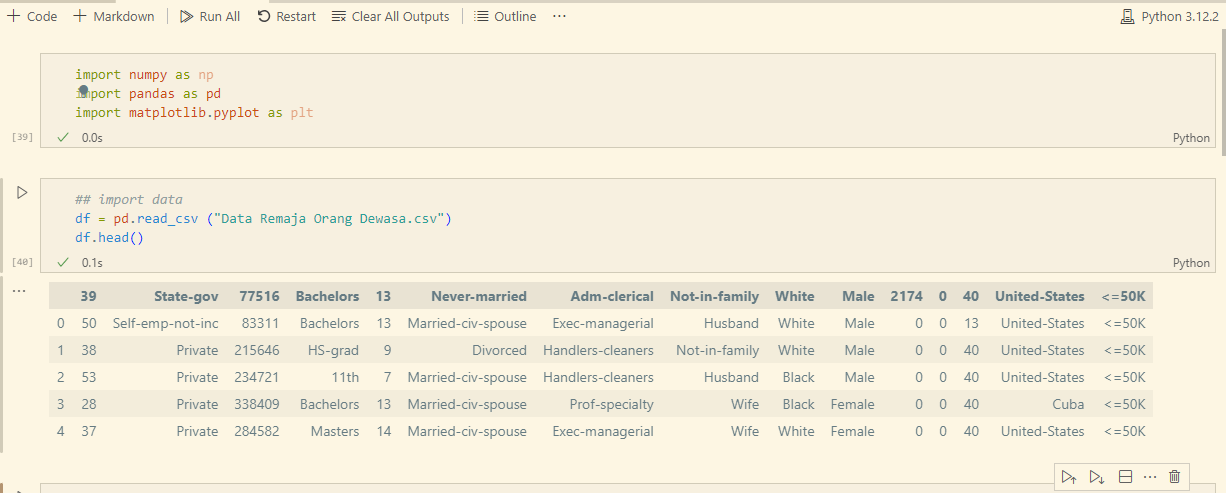 + Code + Markdown Run All Restart Clear All Outputs Outline ... Python 3.12.2
import numpy as np
import pandas as pd
import matplotlib.pyplot as plt
[39] 0.0s Python
## import data
df = pd.read_csv ("Data Remaja Orang Dewasa.csv")
df.head()
[40] 0.1s Python
...
39 State-gov 77516 Bachelors 13 Never-married Adm-clerical Not-in-family White Male 2174 0 40 United-States <=50K
0 50 Self-emp-not-inc 83311 Bachelors 13 Married-civ-spouse Exec-managerial Husband White Male 0 0 13 United-States <=50K
1 38 Private 215646 HS-grad 9 Divorced Handlers-cleaners Not-in-family White Male 0 0 40 United-States <=50K
2 53 Private 234721 11th 7 Married-civ-spouse Handlers-cleaners Husband Black Male 0 0 40 United-States <=50K
3 28 Private 338409 Bachelors 13 Married-civ-spouse Prof-specialty Wife Black Female 0 0 40 Cuba <=50K
4 37 Private 284582 Masters 14 Married-civ-spouse Exec-managerial Wife White Female 0 0 40 United-States <=50K